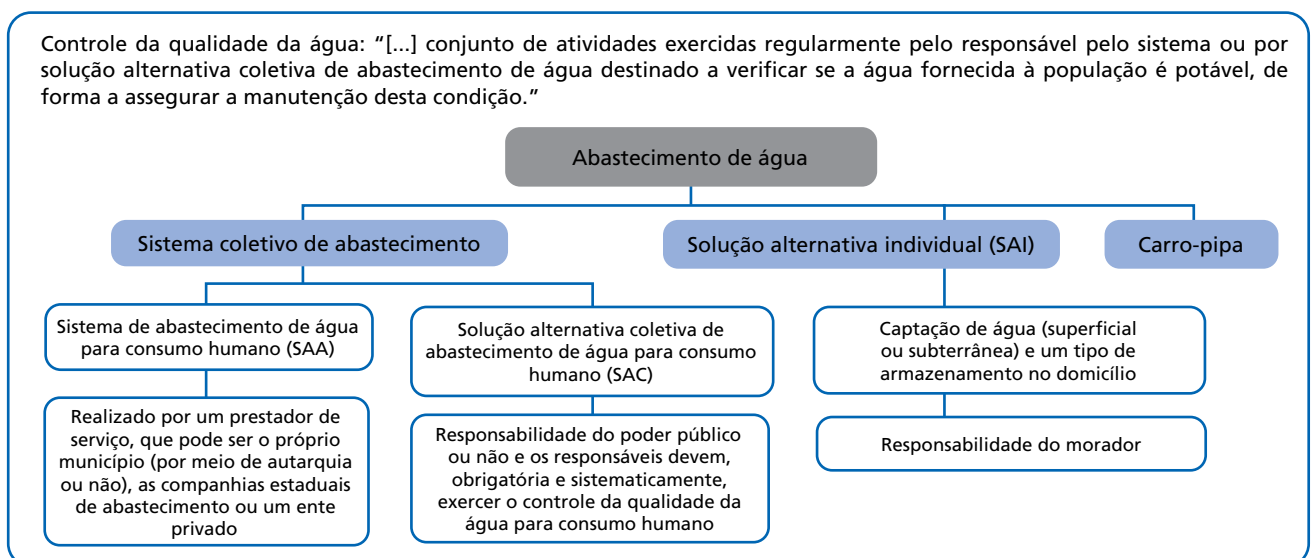 Controle da qualidade da água: “[...] conjunto de atividades exercidas regularmente pelo responsável pelo sistema ou por
solução alternativa coletiva de abastecimento de água destinado a verificar se a água fornecida à população é potável, de
forma a assegurar a manutenção desta condição.”
Abastecimento de água
Sistema coletivo de abastecimento
Solução alternativa individual (SAI)
Carro-pipa
Sistema de abastecimento de água
para consumo humano (SAA)
Solução alternativa coletiva de
abastecimento de água para consumo
humano (SAC)
Captação de água (superficial
ou subterrânea) e um tipo de
armazenamento no domicílio
Realizado por um prestador de
serviço, que pode ser o próprio
município (por meio de autarquia
ou não), as companhias estaduais
de abastecimento ou um ente
privado
Responsabilidade do poder público
ou não e os responsáveis devem,
obrigatória e sistematicamente,
exercer o controle da qualidade da
água para consumo humano
Responsabilidade do morador